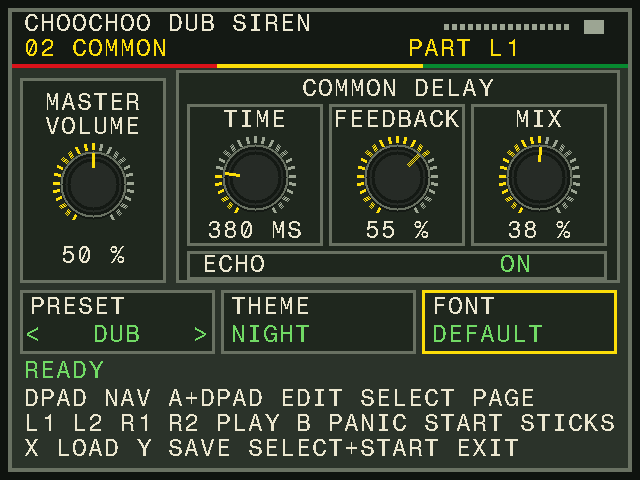 CHOOCHOO DUB SIREN
02 COMMON PART L1
MASTER
VOLUME
50 %
COMMON DELAY
TIME FEEDBACK MIX
380 MS 55 % 38 %
ECHO ON
PRESET THEME FONT
< DUB > NIGHT DEFAULT
READY
DPAD NAV A+DPAD EDIT SELECT PAGE
L1 L2 R1 R2 PLAY B PANIC START STICKS
X LOAD Y SAVE SELECT+START EXIT